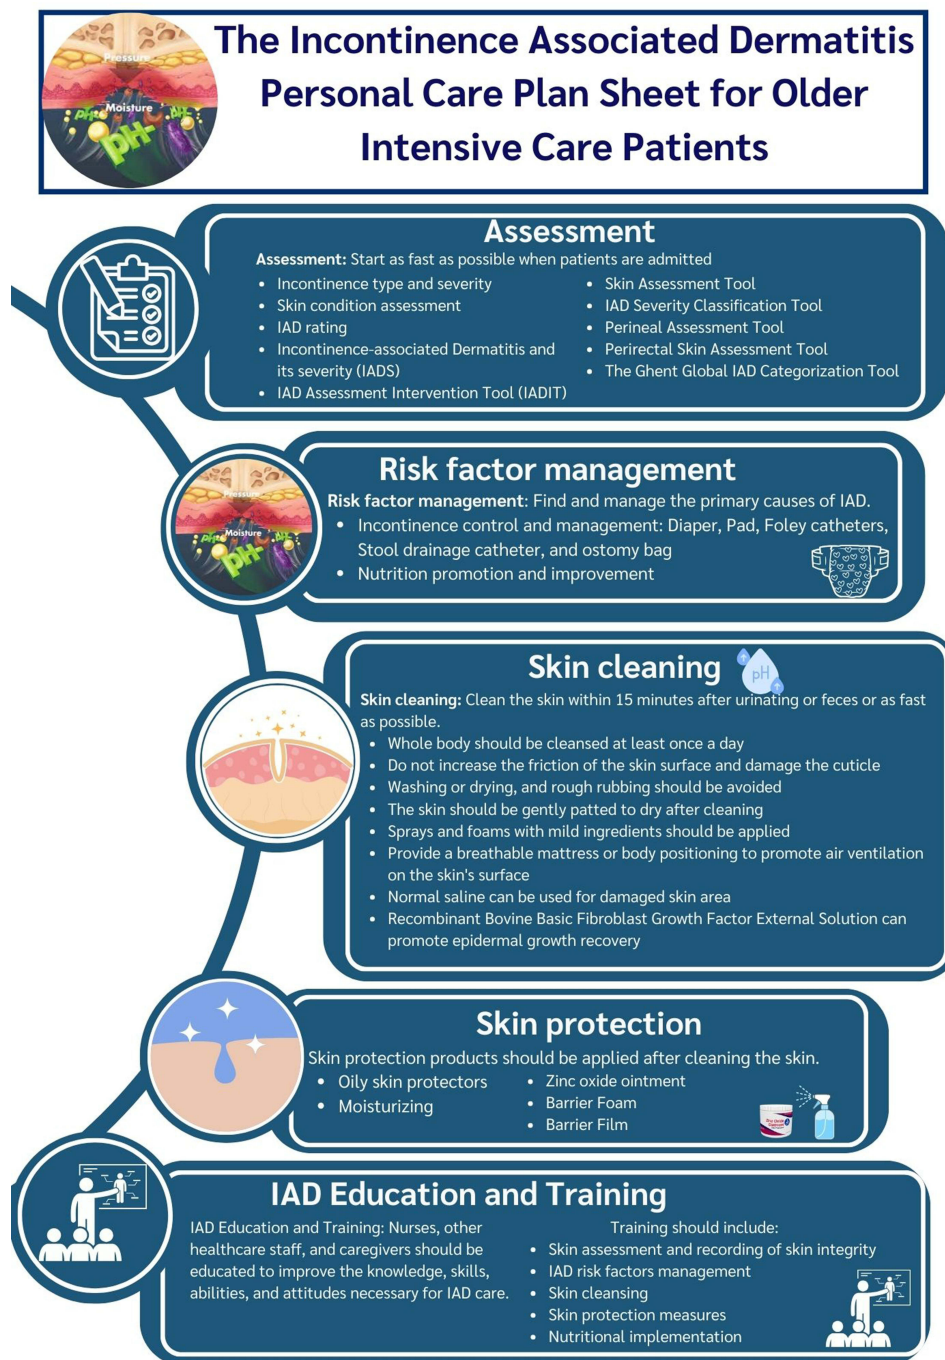 The Incontinence Associated Dermatitis
Personal Care Plan Sheet for Older
Intensive Care Patients
Pressure
Moisture
pH-
pH-
pH-
Assessment
Assessment: Start as fast as possible when patients are admitted
• Incontinence type and severity
• Skin condition assessment
• IAD rating
• Incontinence-associated Dermatitis and
its severity (IADS)
• IAD Assessment Intervention Tool (IADIT)
• Skin Assessment Tool
• IAD Severity Classification Tool
• Perineal Assessment Tool
• Perirectal Skin Assessment Tool
• The Ghent Global IAD Categorization Tool
Risk factor management
Pressure
Moisture
pH-
pH-
pH-
Risk factor management: Find and manage the primary causes of IAD.
• Incontinence control and management: Diaper, Pad, Foley catheters,
Stool drainage catheter, and ostomy bag
• Nutrition promotion and improvement
Skin cleaning
pH
Skin cleaning: Clean the skin within 15 minutes after urinating or feces or as fast
as possible.
• Whole body should be cleansed at least once a day
• Do not increase the friction of the skin surface and damage the cuticle
• Washing or drying, and rough rubbing should be avoided
• The skin should be gently patted to dry after cleaning
• Sprays and foams with mild ingredients should be applied
• Provide a breathable mattress or body positioning to promote air ventilation
on the skin's surface
• Normal saline can be used for damaged skin area
• Recombinant Bovine Basic Fibroblast Growth Factor External Solution can
promote epidermal growth recovery
Skin protection
Skin protection products should be applied after cleaning the skin.
• Oily skin protectors
• Moisturizing
• Zinc oxide ointment
• Barrier Foam
• Barrier Film
IAD Education and Training
IAD Education and Training: Nurses, other
healthcare staff, and caregivers should be
educated to improve the knowledge, skills,
abilities, and attitudes necessary for IAD care.
Training should include:
• Skin assessment and recording of skin integrity
• IAD risk factors management
• Skin cleansing
• Skin protection measures
• Nutritional implementation